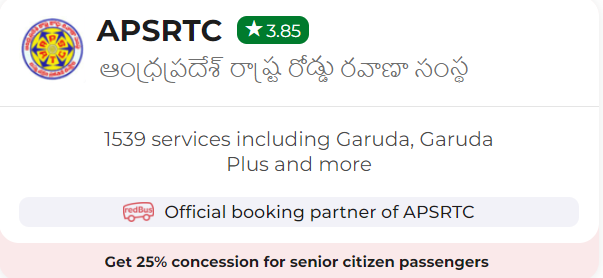 APSRTC ★ 3.85
ఆంధ్రప్రదేశ్ రాష్ట్ర రోడ్డు రవాణా సంస్థ
1539 services including Garuda, Garuda
Plus and more
redBus Official booking partner of APSRTC
Get 25% concession for senior citizen passengers